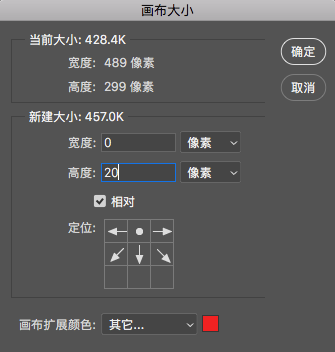 画布大小
当前大小: 428.4K
宽度: 489 像素
高度: 299 像素
确定
取消
新建大小: 457.0K
宽度: 0 像素
高度: 20 像素
相对
定位:
画布扩展颜色: 其它...